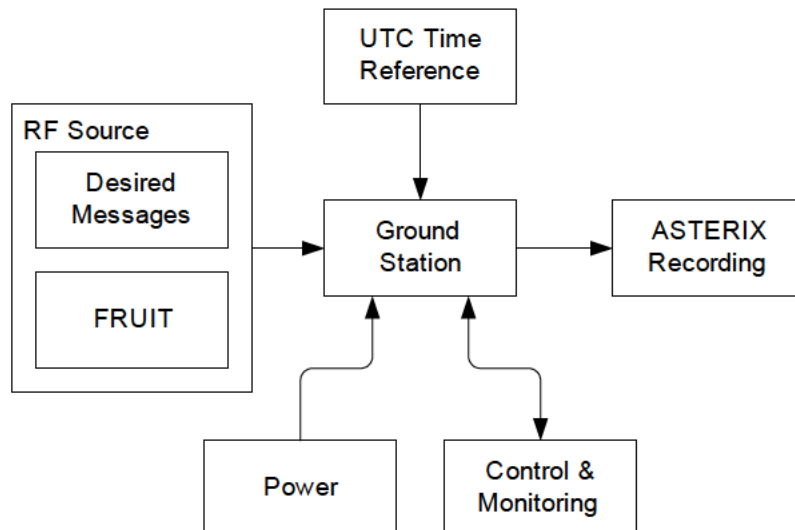 UTC Time
Reference
RF Source
Desired
Messages
FRUIT
Ground
Station
ASTERIX
Recording
Power
Control &
Monitoring